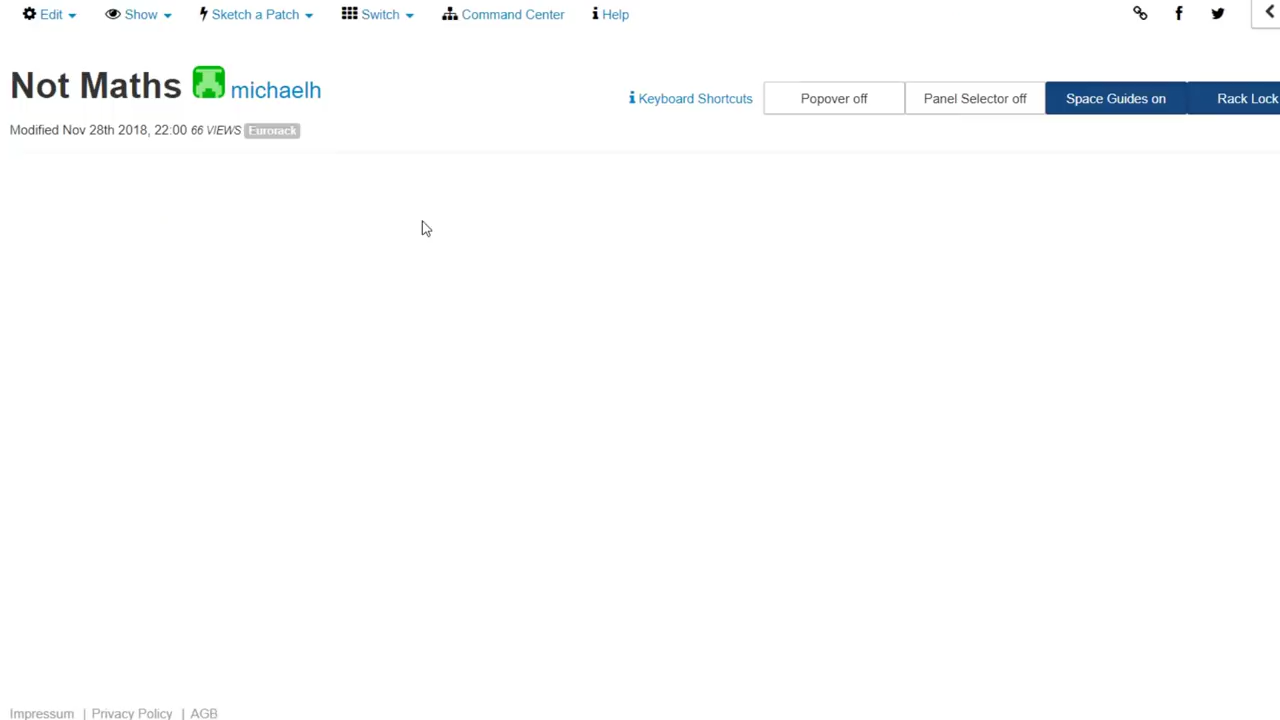 Edit Show Sketch a Patch Switch Command Center Help
Not Maths michaelh
Keyboard Shortcuts Popover off Panel Selector off Space Guides on Rack Lock
Modified Nov 28th 2018, 22:00 66 VIEWS Eurorack
Impressum | Privacy Policy | AGB